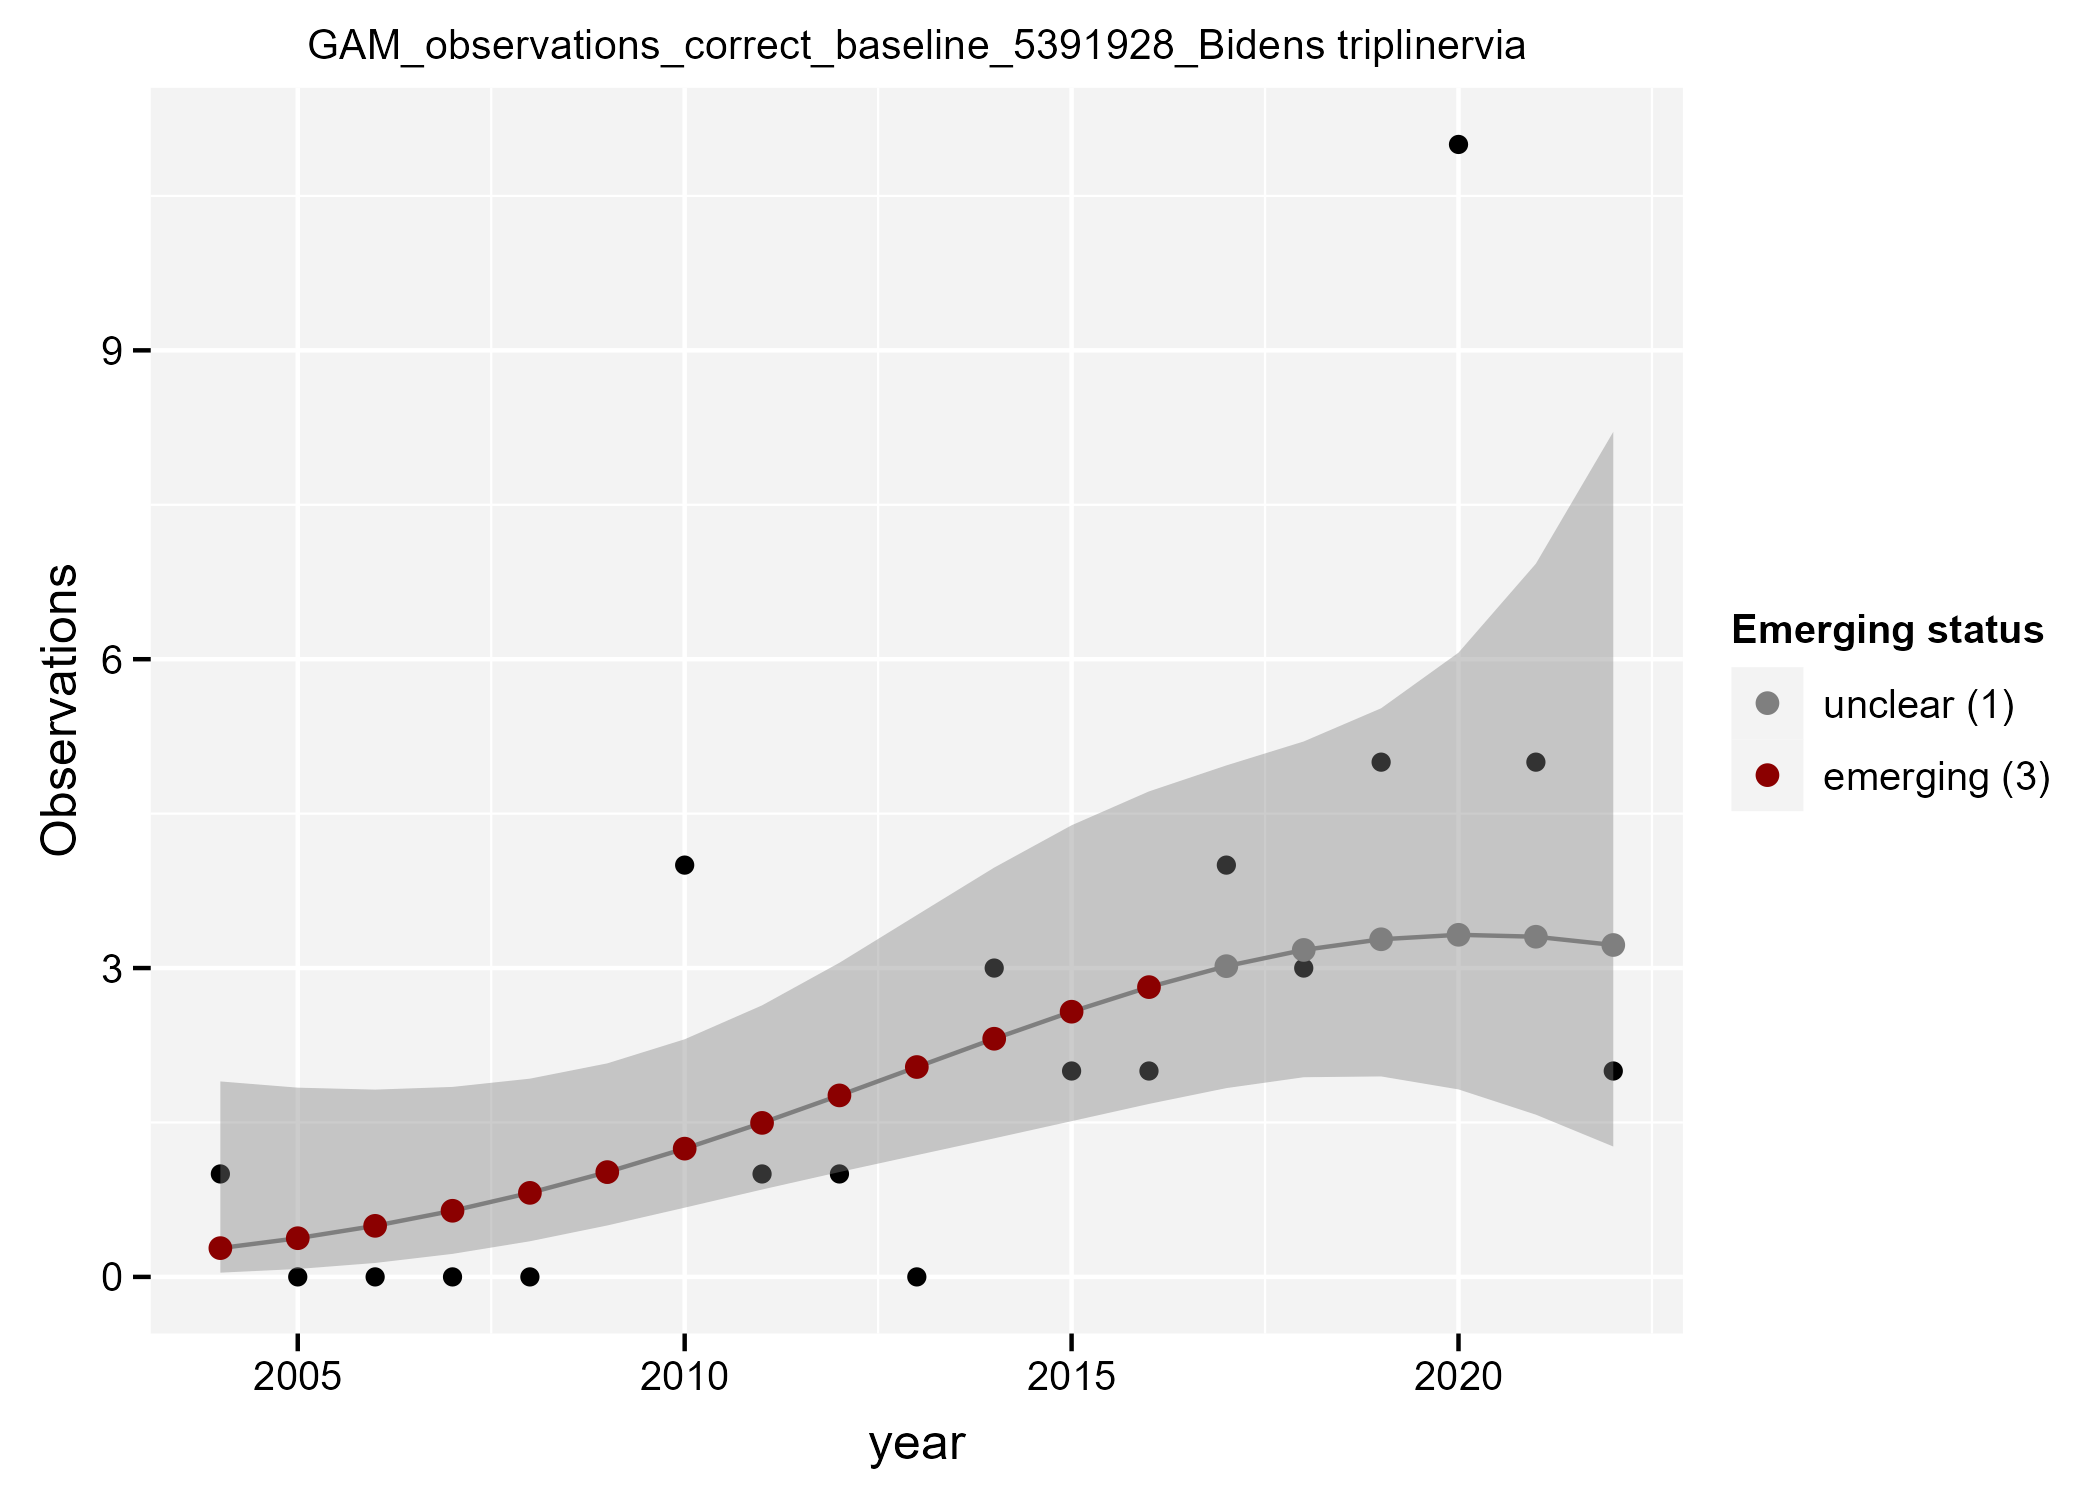 GAM_observations_correct_baseline_5391928_Bidens triplinervia
Observations
9
6
3
0
2005
2010
2015
2020
year
Emerging status
unclear (1)
emerging (3)